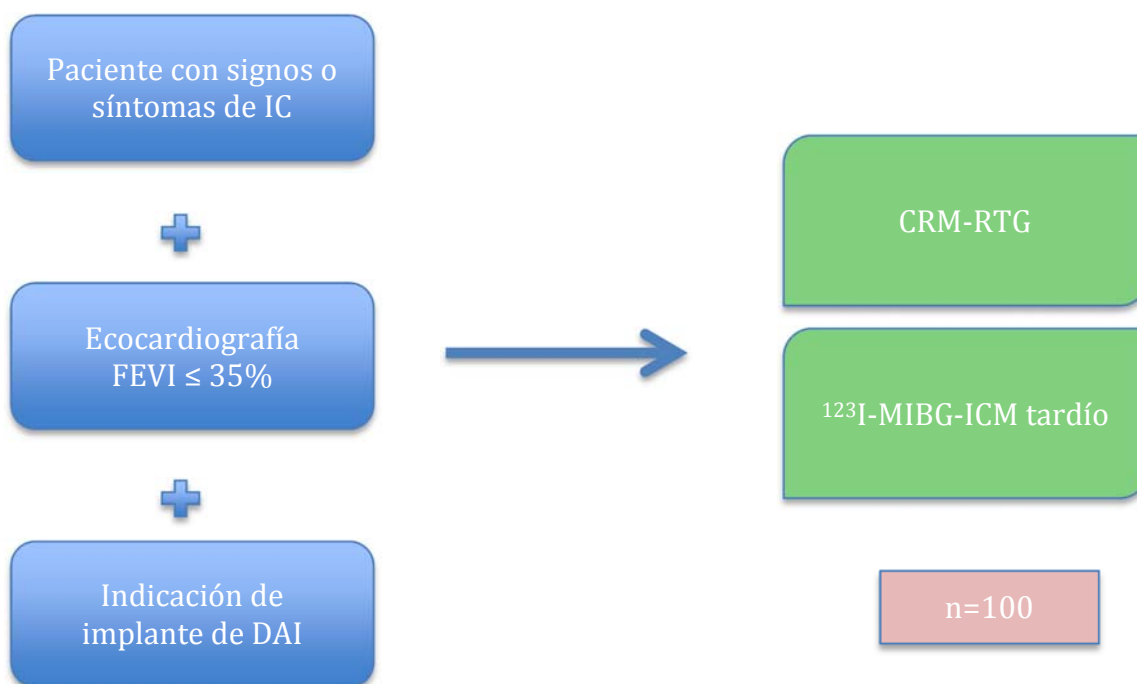 Paciente con signos o
síntomas de IC
Ecocardiografía
FEVI ≤ 35%
Indicación de
implante de DAI
CRM-RTG
¹²³I-MIBG-ICM tardío
n=100